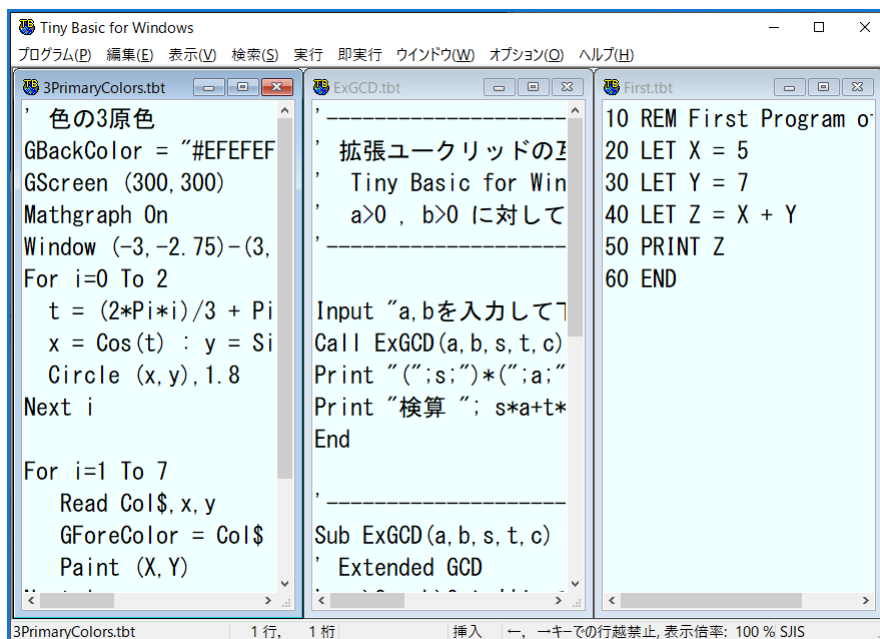 Tiny Basic for Windows
プログラム(P) 編集(E) 表示(V) 検索(S) 実行 即実行 ウインドウ(W) オプション(O) ヘルプ(H)
3PrimaryColors.tbt
' 色の3原色
GBackColor = "#EFEFEF
GScreen (300,300)
Mathgraph On
Window (-3,-2.75)-(3,
For i=0 To 2
t = (2*Pi*i)/3 + Pi
x = Cos(t) : y = Si
Circle (x,y),1.8
Next i
For i=1 To 7
Read Col$,x,y
GForeColor = Col$
Paint (X,Y)
ExGCD.tbt
'----------------------
' 拡張ユークリッドの互
' Tiny Basic for Win
' a>0 , b>0 に対して
'----------------------
Input "a,bを入力して下
Call ExGCD(a,b,s,t,c)
Print "(";s;")*(";a;"
Print "検算 "; s*a+t*
End
'----------------------
Sub ExGCD(a,b,s,t,c)
' Extended GCD
First.tbt
10 REM First Program of
20 LET X = 5
30 LET Y = 7
40 LET Z = X + Y
50 PRINT Z
60 END
3PrimaryColors.tbt 1 行, 1 桁 挿入 ←, →キーでの行越禁止, 表示倍率: 100 % SJIS